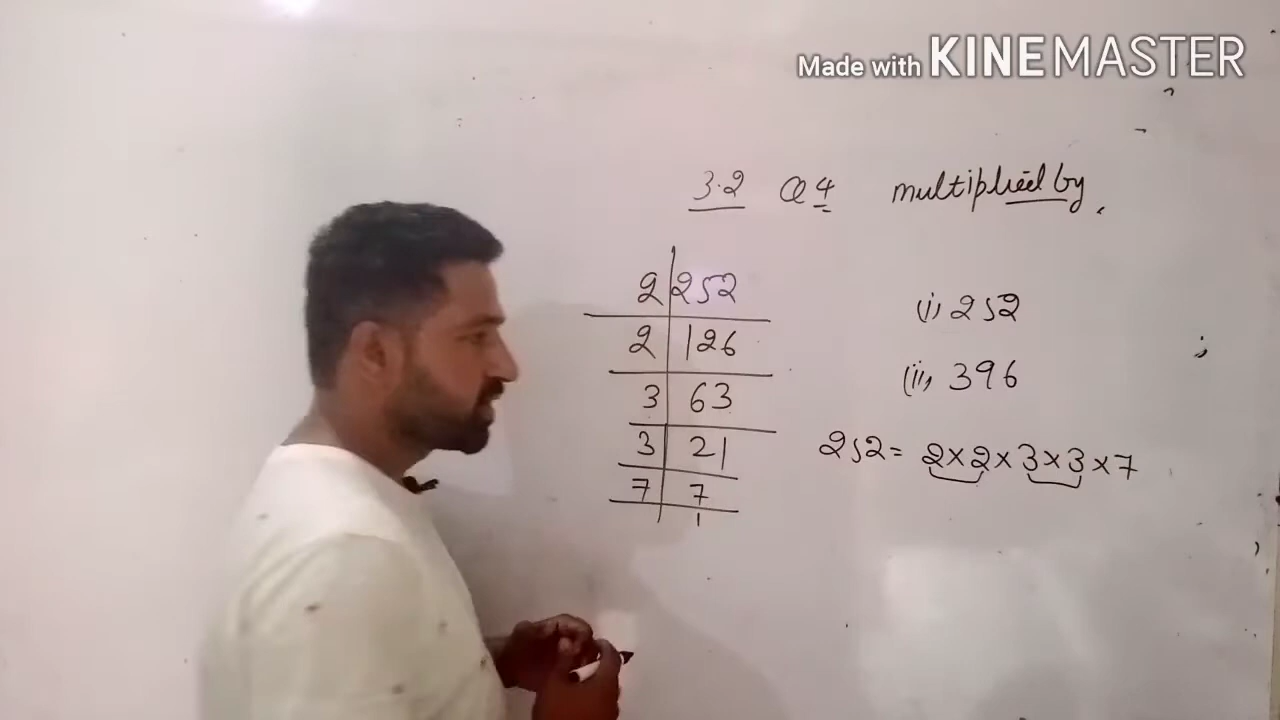 Made with KINEMASTER
3.2 Q4 multiplied by
2 252
2 126
3 63
3 21
7 7
1
(i) 252
(ii) 396
252 = 2×2×3×3×7